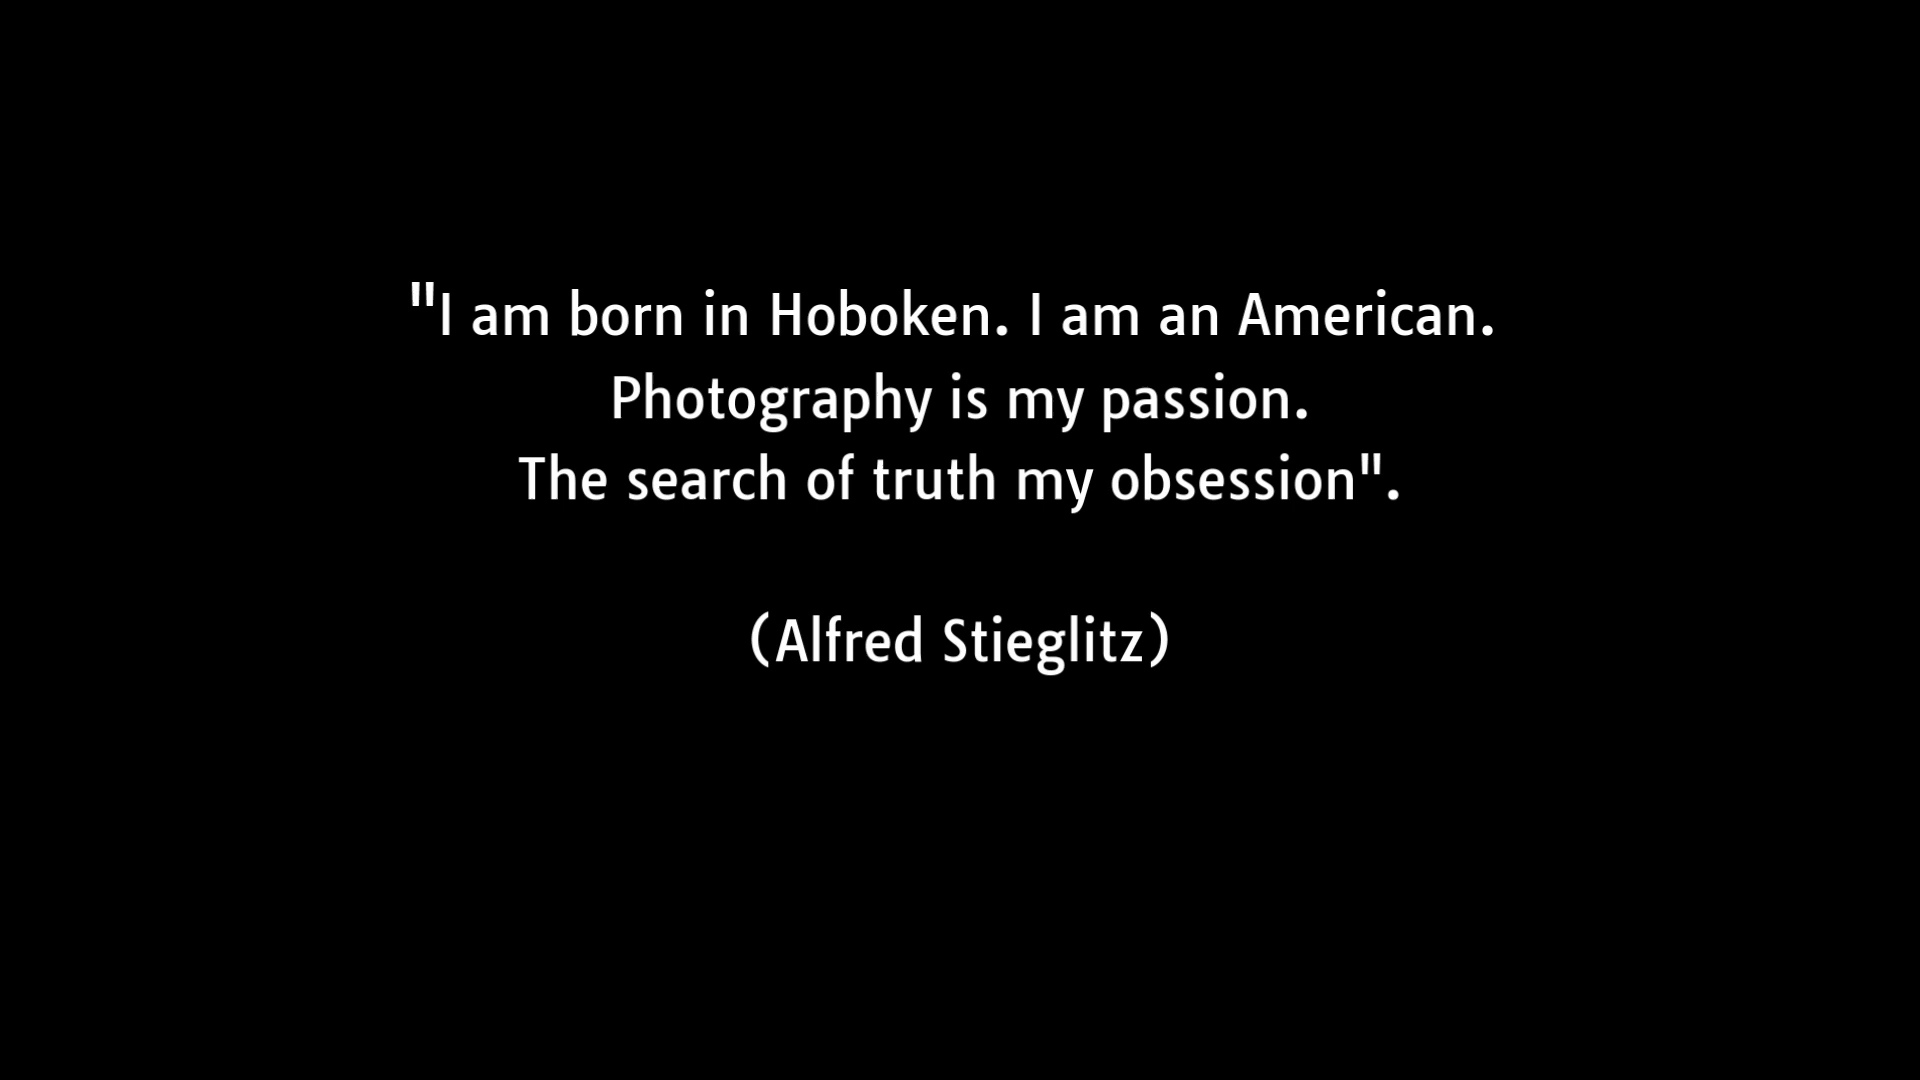 "I am born in Hoboken. I am an American.
Photography is my passion.
The search of truth my obsession".
(Alfred Stieglitz)